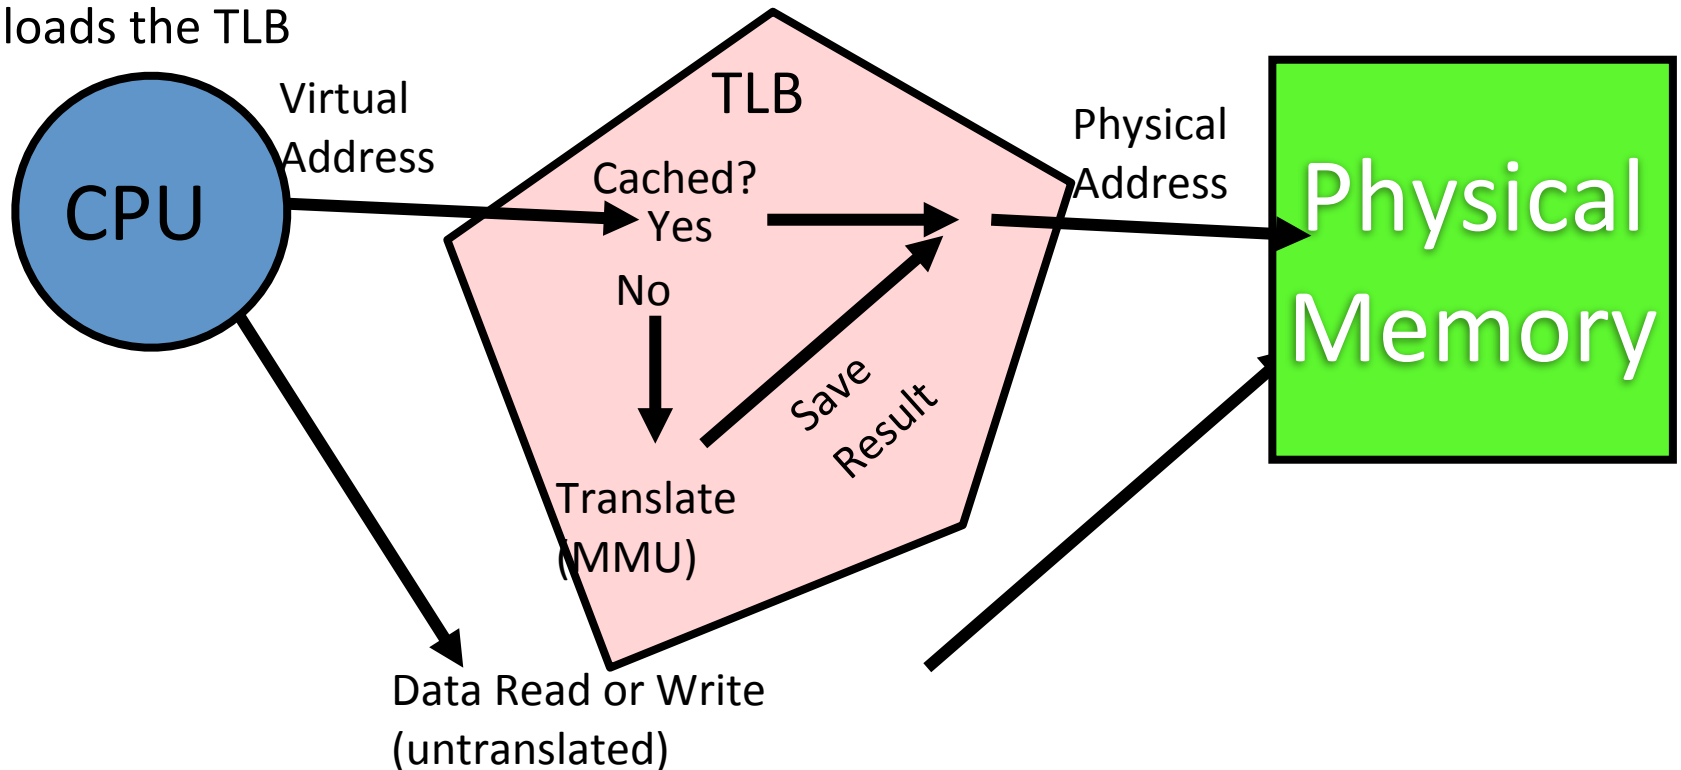 loads the TLB
Virtual
Address
CPU
TLB
Cached?
Yes
No
Save
Result
Translate
(MMU)
Physical
Address
Physical
Memory
Data Read or Write
(untranslated)